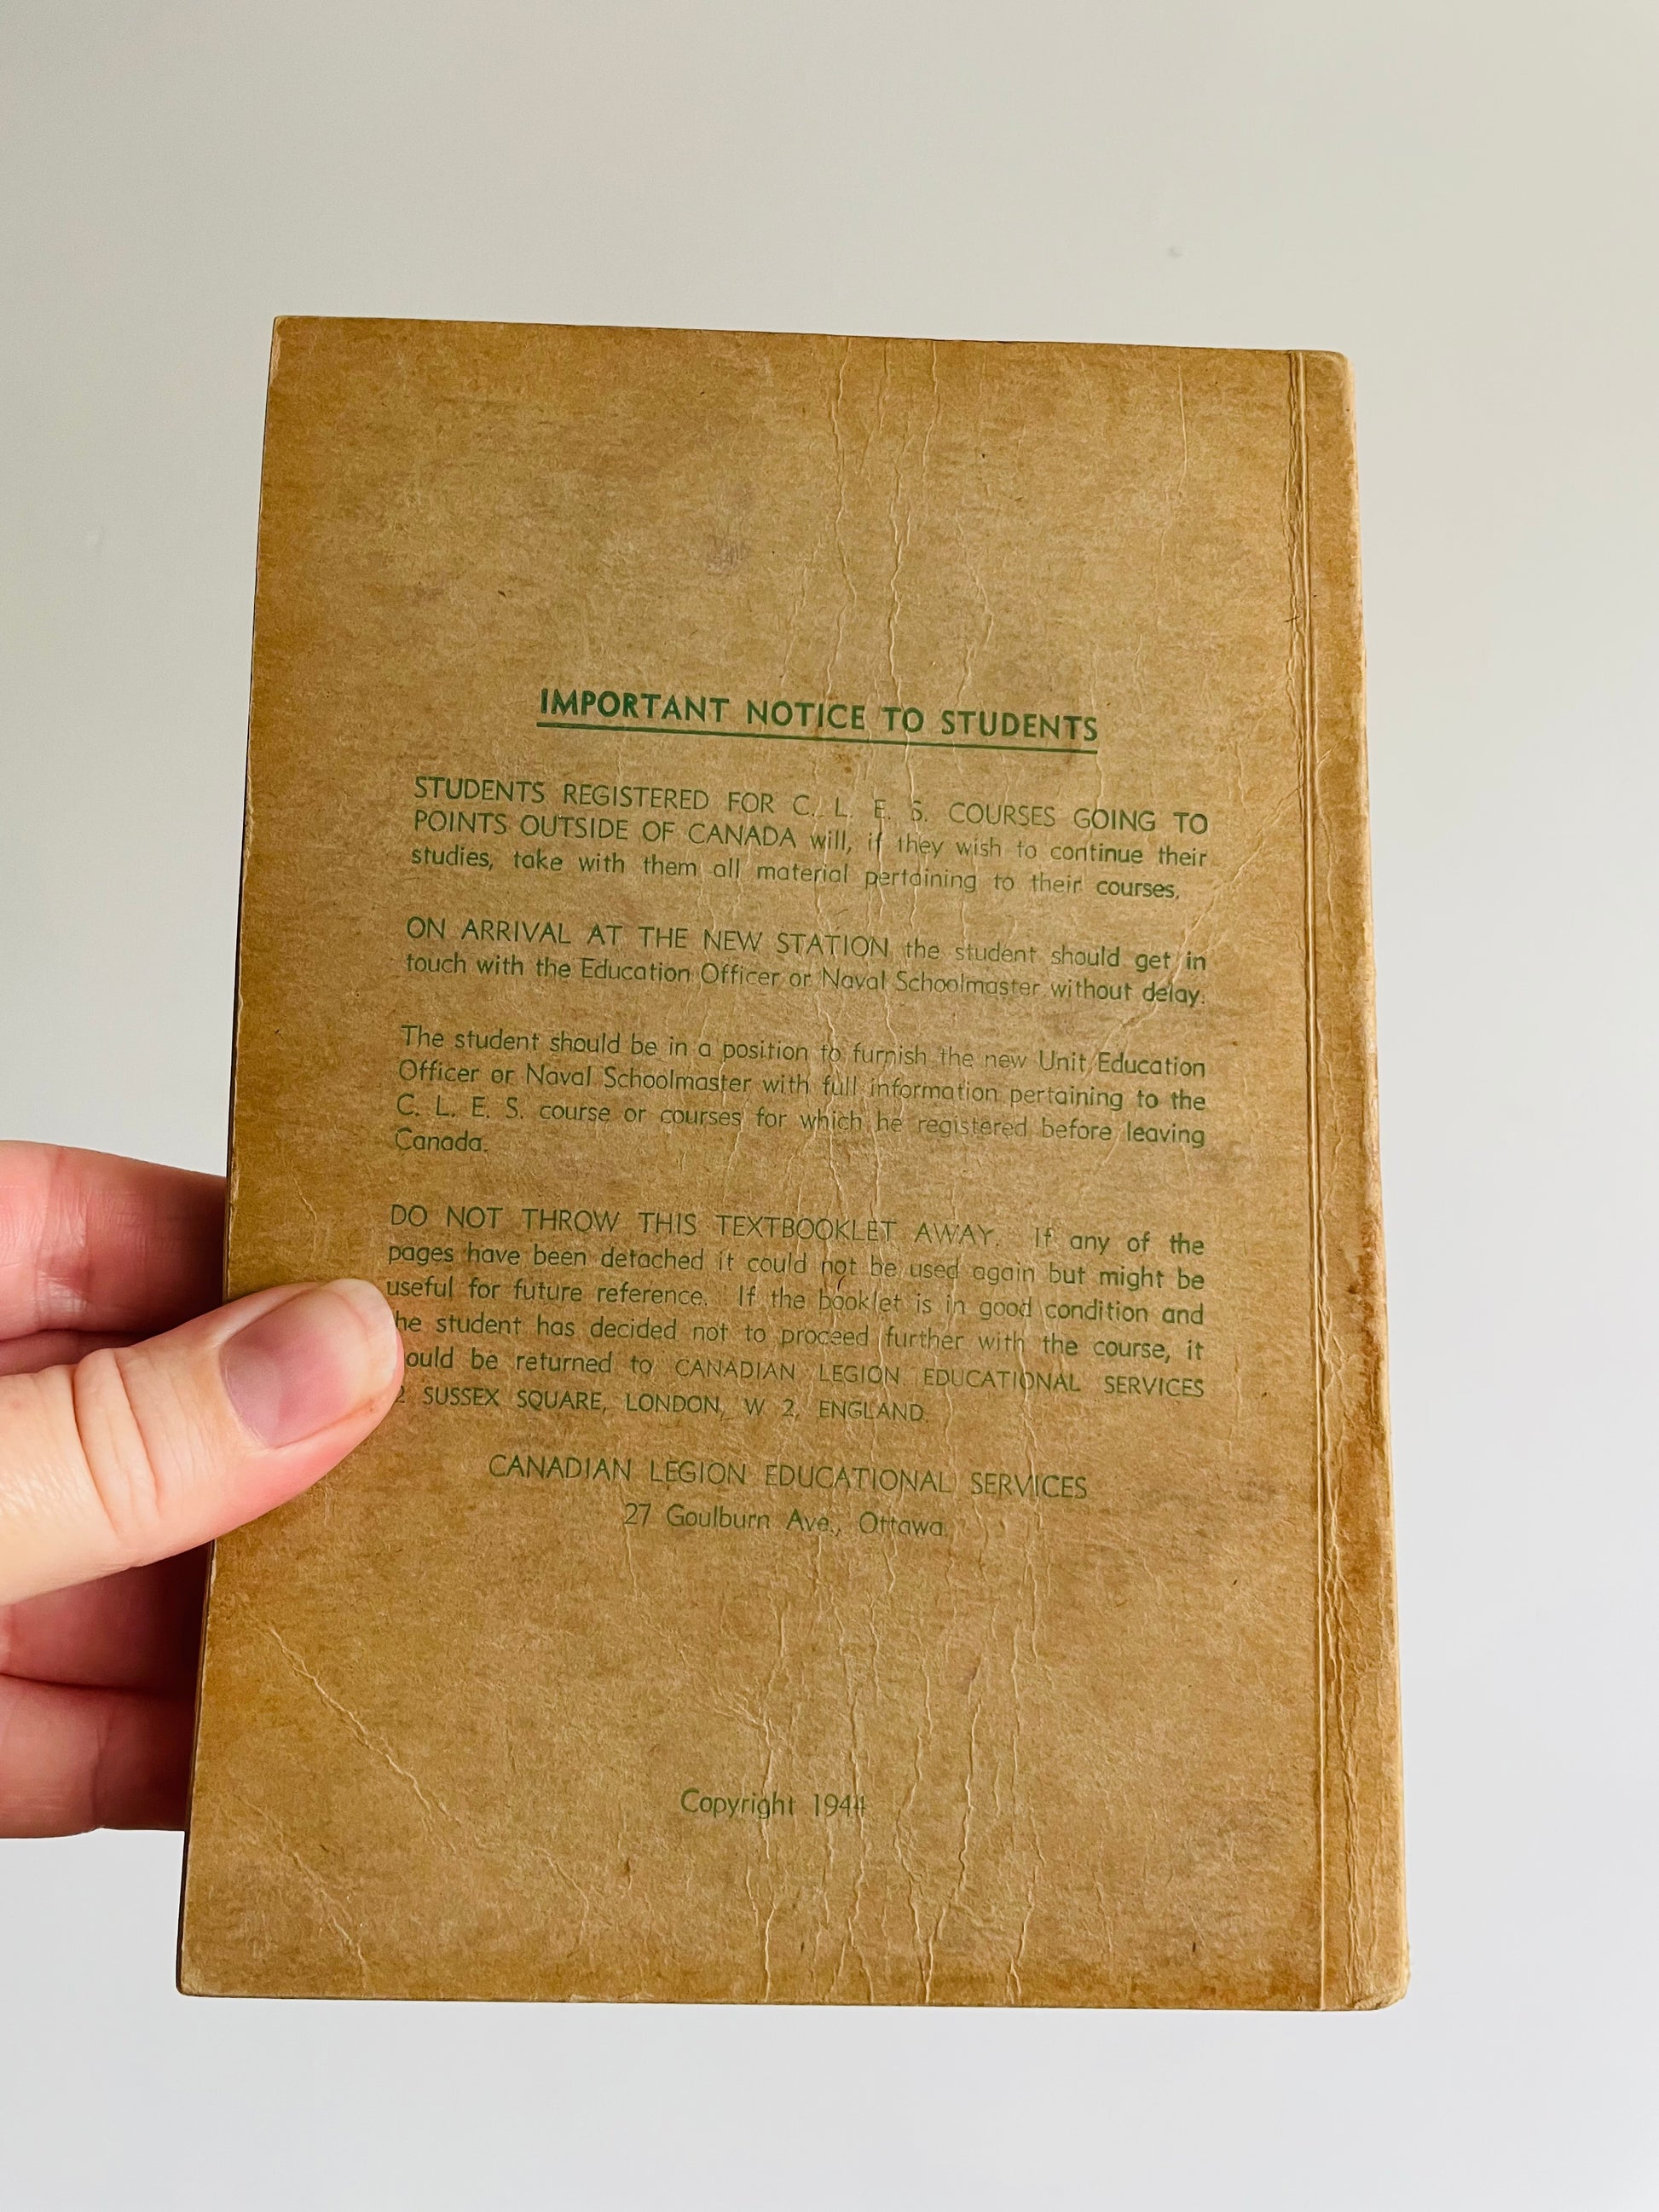 IMPORTANT NOTICE TO STUDENTS
STUDENTS REGISTERED FOR C. L. E. S. COURSES GOING TO
POINTS OUTSIDE OF CANADA will, if they wish to continue their
studies, take with them all material pertaining to their courses.
ON ARRIVAL AT THE NEW STATION the student should get in
touch with the Education Officer or Naval Schoolmaster without delay.
The student should be in a position to furnish the new Unit Education
Officer or Naval Schoolmaster with full information pertaining to the
C. L. E. S. course or courses for which he registered before leaving
Canada.
DO NOT THROW THIS TEXTBOOKLET AWAY. If any of the
pages have been detached it could not be used again but might be
useful for future reference. If the booklet is in good condition and
he student has decided not to proceed further with the course, it
ould be returned to CANADIAN LEGION EDUCATIONAL SERVICES
2 SUSSEX SQUARE, LONDON, W 2, ENGLAND.
CANADIAN LEGION EDUCATIONAL SERVICES
27 Goulburn Ave., Ottawa.
Copyright 1944